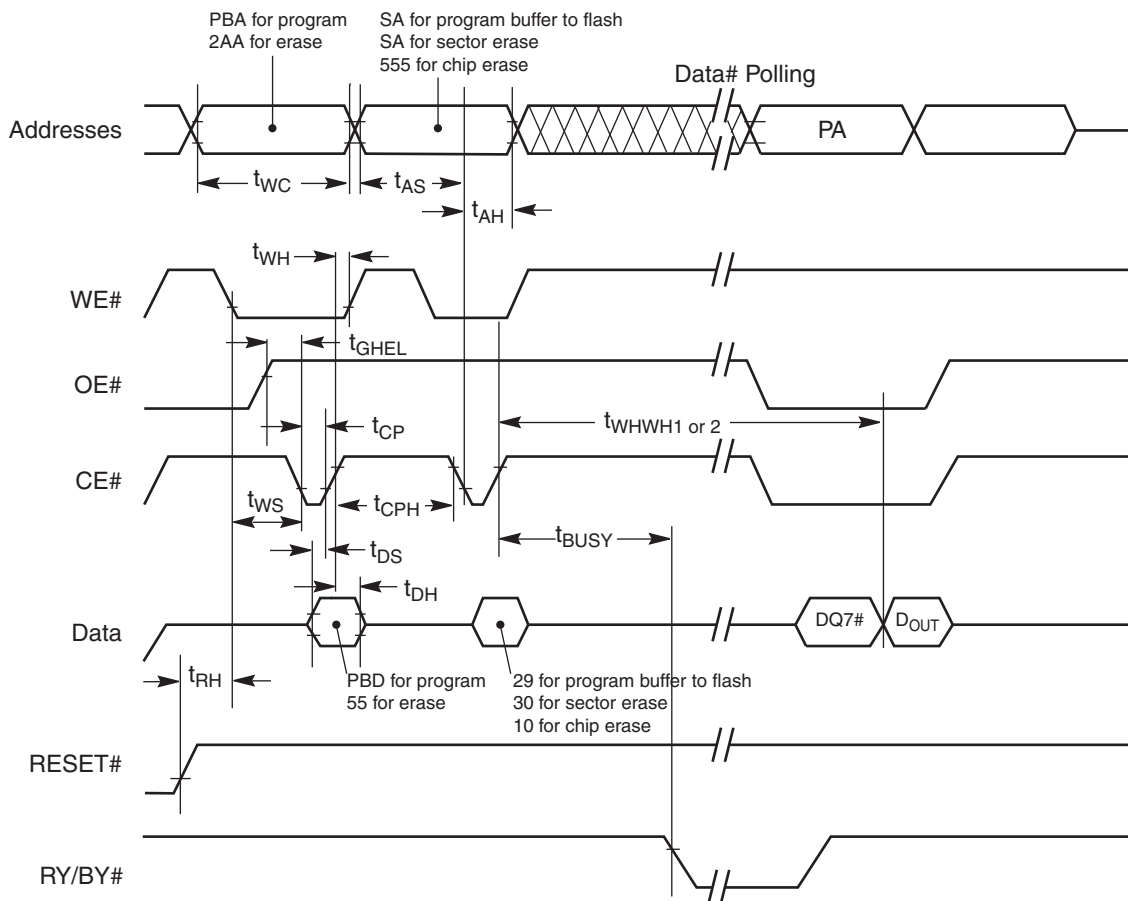 PBA for program
2AA for erase
SA for program buffer to flash
SA for sector erase
555 for chip erase
Data# Polling
Addresses
PA
tWC
tAS
tAH
tWH
WE#
tGHEL
OE#
tWHWH1 or 2
tCP
CE#
tWS
tCPH
tBUSY
tDS
tDH
Data
DQ7#
DOUT
tRH
PBD for program
55 for erase
29 for program buffer to flash
30 for sector erase
10 for chip erase
RESET#
RY/BY#